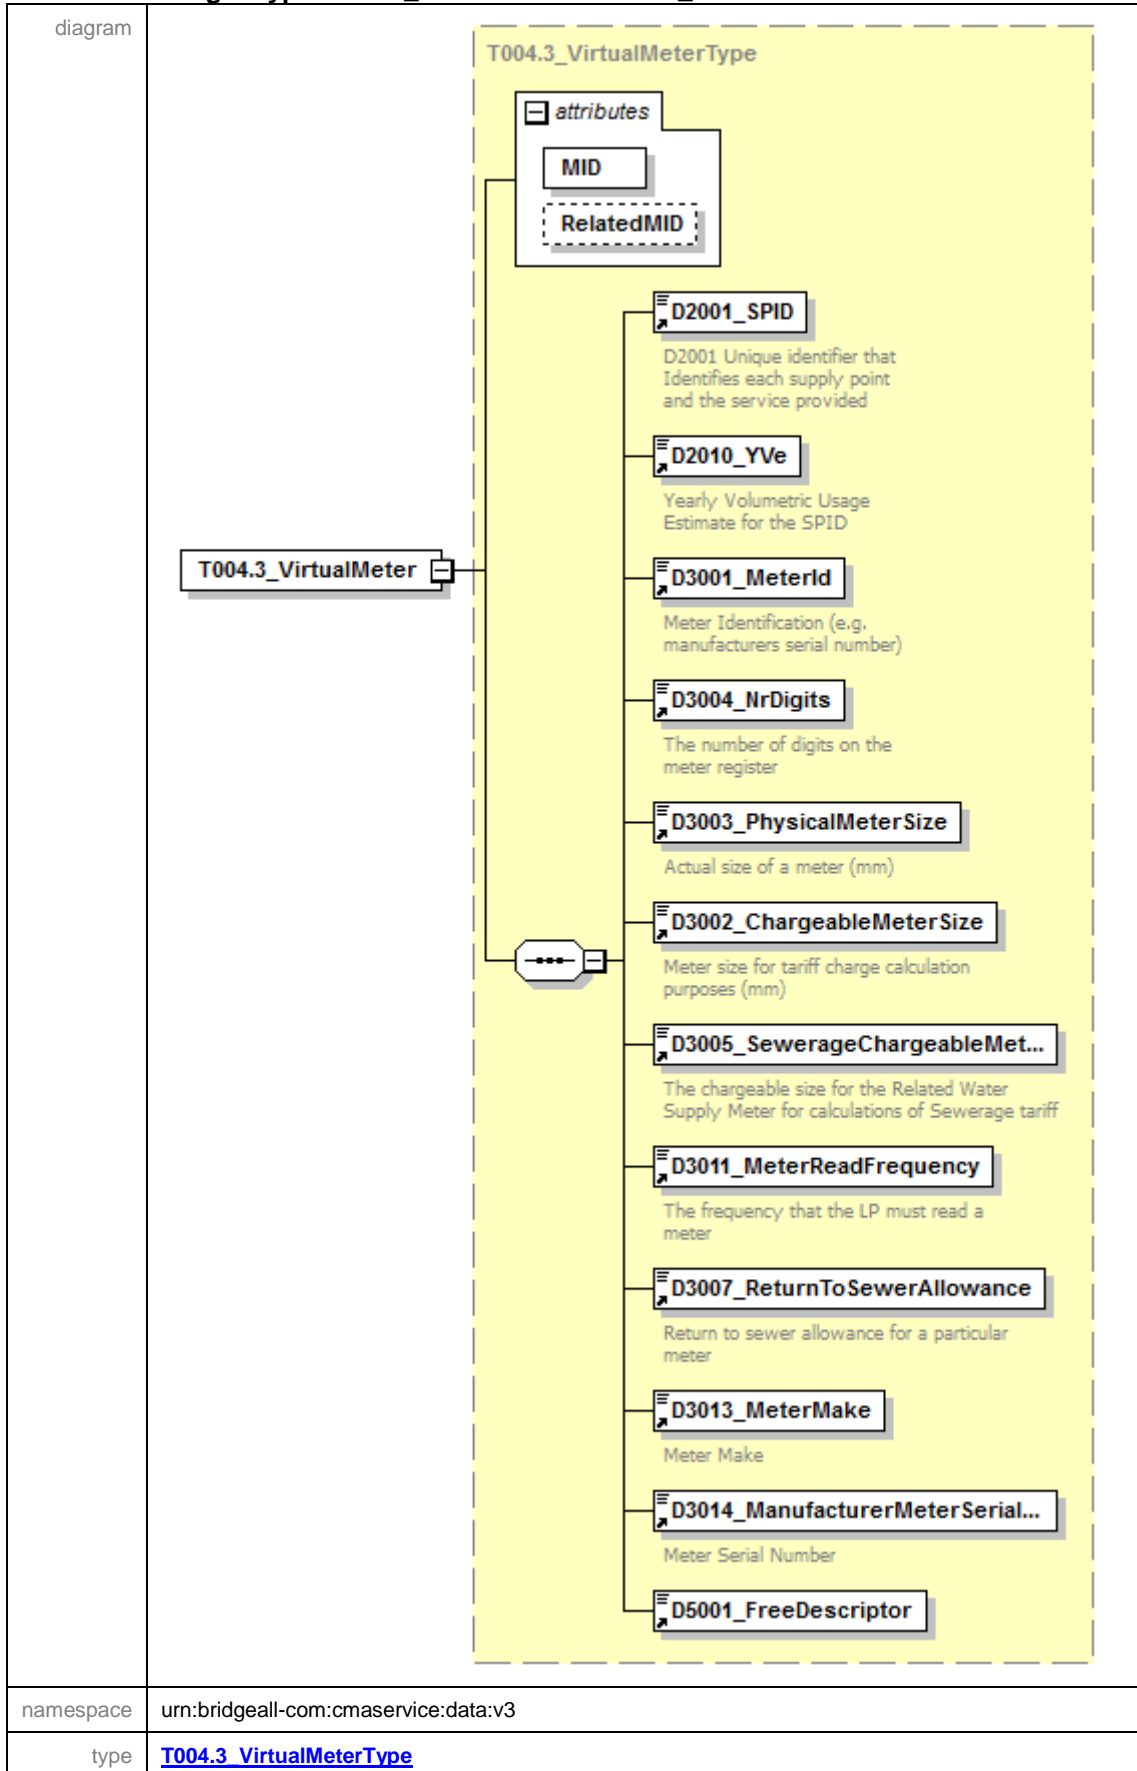 diagram
T004.3_VirtualMeterType
attributes
MID
RelatedMID
D2001_SPID
D2001 Unique identifier that
Identifies each supply point
and the service provided
D2010_YVe
Yearly Volumetric Usage
Estimate for the SPID
T004.3_VirtualMeter
D3001_MeterId
Meter Identification (e.g.
manufacturers serial number)
D3004_NrDigits
The number of digits on the
meter register
D3003_PhysicalMeterSize
Actual size of a meter (mm)
D3002_ChargeableMeterSize
Meter size for tariff charge calculation
purposes (mm)
D3005_SewerageChargeableMet...
The chargeable size for the Related Water
Supply Meter for calculations of Sewerage tariff
D3011_MeterReadFrequency
The frequency that the LP must read a
meter
D3007_ReturnToSewerAllowance
Return to sewer allowance for a particular
meter
D3013_MeterMake
Meter Make
D3014_ManufacturerMeterSerial...
Meter Serial Number
D5001_FreeDescriptor
namespace
urn:bridgeall-com:cmaservice:data:v3
type
T004.3_VirtualMeterType